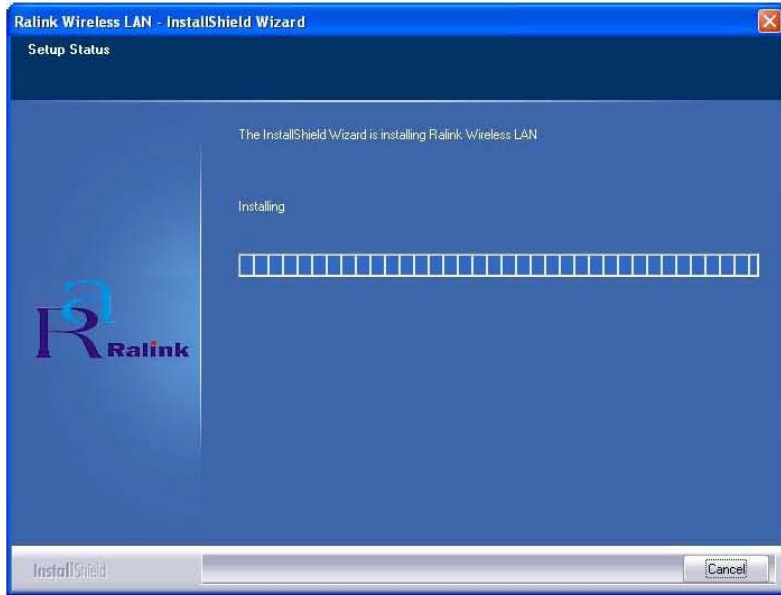 Ralink Wireless LAN - InstallShield Wizard
Setup Status
The InstallShield Wizard is installing Ralink Wireless LAN
Installing
Ra
Ralink
InstallShield
Cancel